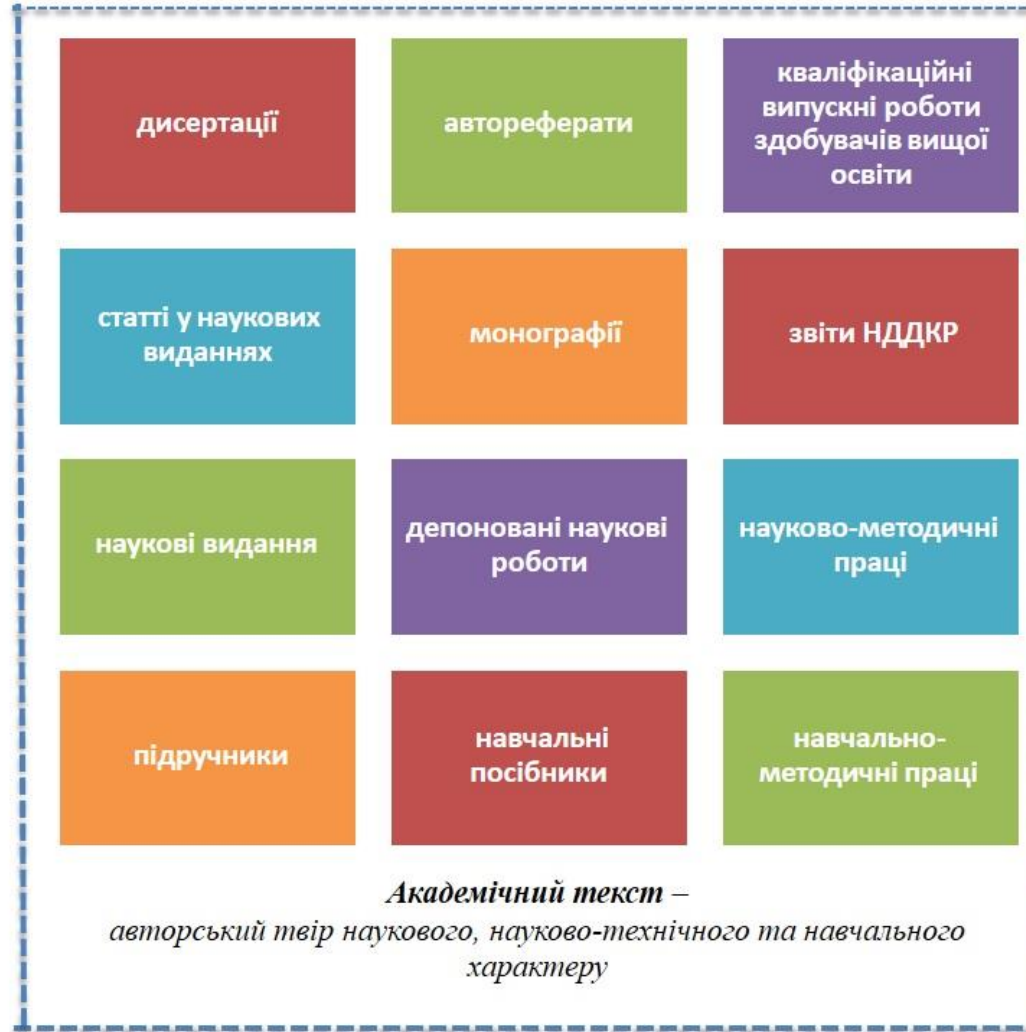 дисертації
автореферати
кваліфікаційні
випускні роботи
здобувачів вищої
освіти
статті у наукових
виданнях
монографії
звіти НДДКР
наукові видання
депоновані наукові
роботи
науково-методичні
праці
підручники
навчальні
посібники
навчально-
методичні праці
Академічний текст –
авторський твір наукового, науково-технічного та навчального
характеру